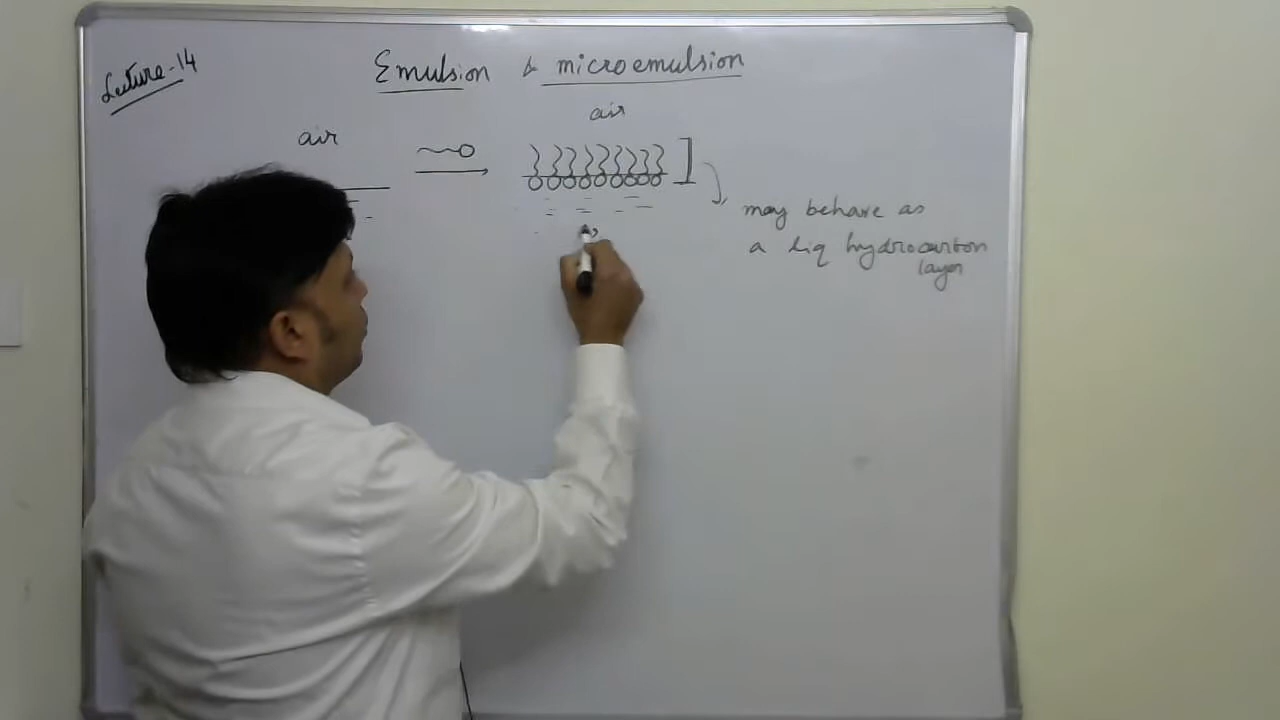 Lecture-14
Emulsion & microemulsion
air
air
may behave as
a liq hydrocarbon
layer